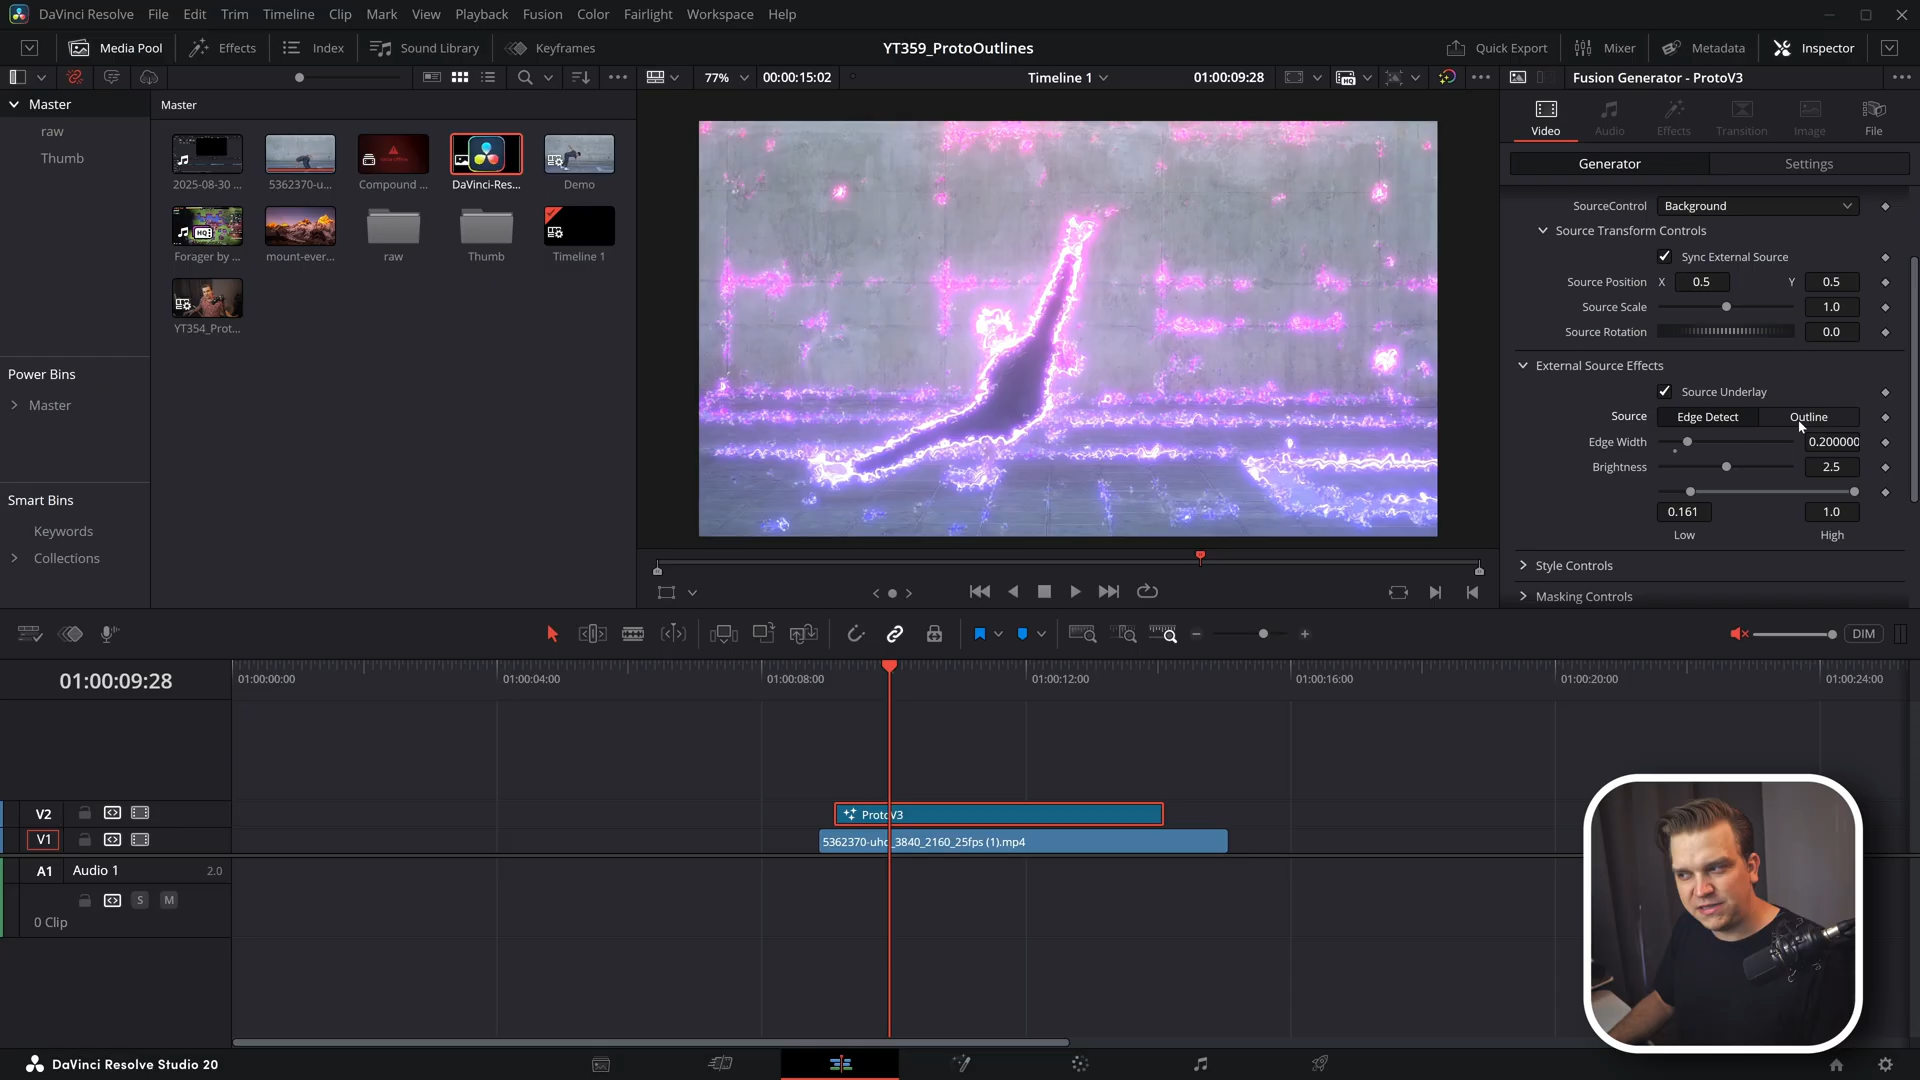 DaVinci Resolve File Edit Trim Timeline Clip Mark View Playback Fusion Color Fairlight Workspace Help
Media Pool Effects Index Sound Library Keyframes YT359_ProtoOutlines Quick Export Mixer Metadata Inspector
77% 00:00:15:02 Timeline 1 01:00:09:28 Fusion Generator - ProtoV3
Master
raw
Thumb
Master
2025-08-30 ... 5362370-u... Compound ... DaVinci-Res... Demo
HQ
Forager by ... mount-ever... raw Thumb Timeline 1
YT354_Prot...
Power Bins
Master
Smart Bins
Keywords
Collections
Video Audio Effects Transition Image File
Generator Settings
SourceControl Background
Source Transform Controls
Sync External Source
Source Position X 0.5 Y 0.5
Source Scale 1.0
Source Rotation 0.0
External Source Effects
Source Underlay
Source Edge Detect Outline
Edge Width 0.200000
Brightness 2.5
0.161 1.0
Low High
Style Controls
Masking Controls
DIM
01:00:09:28
01:00:00:00 01:00:04:00 01:00:08:00 01:00:12:00 01:00:16:00 01:00:20:00 01:00:24:00
V2 ProtoV3
V1 5362370-uhd_3840_2160_25fps (1).mp4
A1 Audio 1 2.0
S M
0 Clip
DaVinci Resolve Studio 20